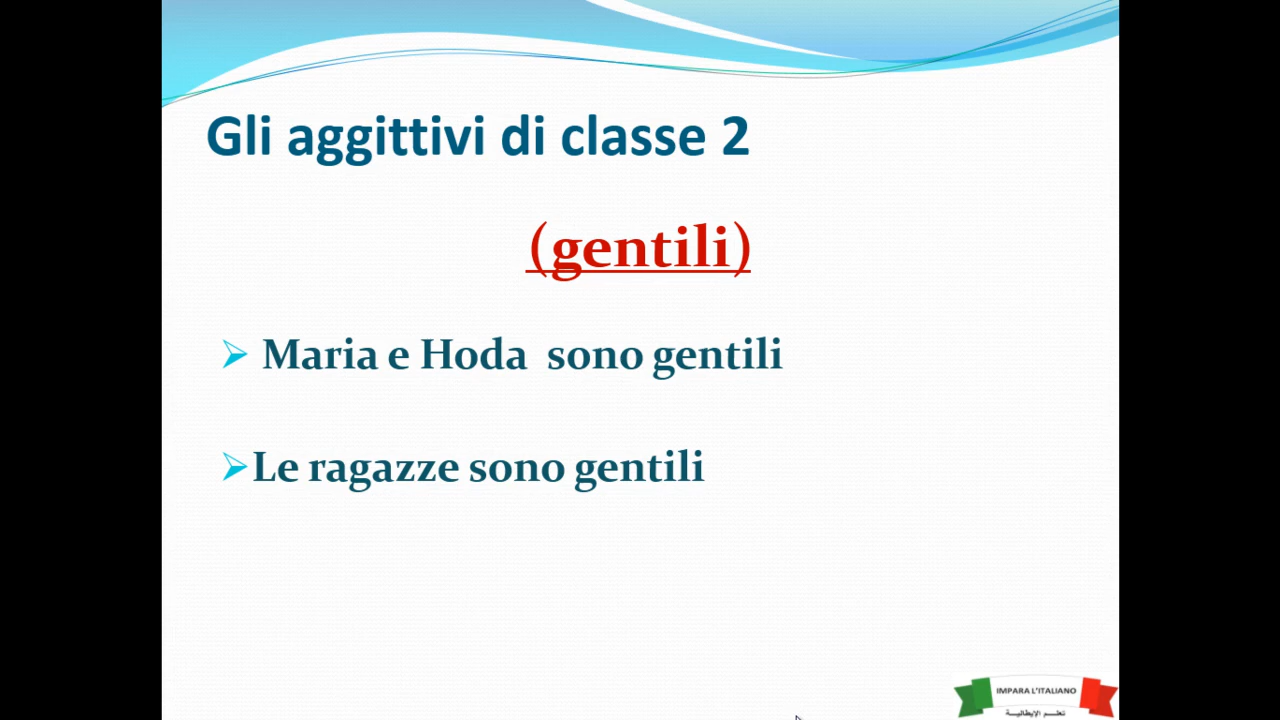 Gli aggittivi di classe 2
(gentili)
Maria e Hoda sono gentili
Le ragazze sono gentili
IMPARA L'ITALIANO
تعلم الإيطالية